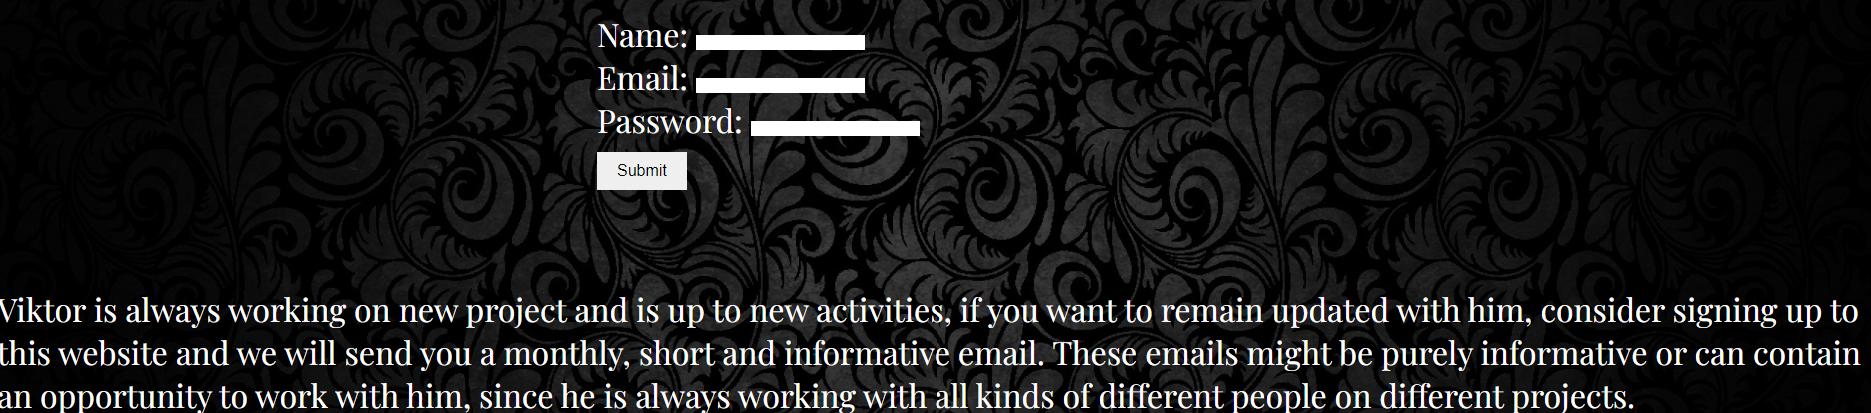 Name:
Email:
Password:
Submit
Viktor is always working on new project and is up to new activities, if you want to remain updated with him, consider signing up to
this website and we will send you a monthly, short and informative email. These emails might be purely informative or can contain
an opportunity to work with him, since he is always working with all kinds of different people on different projects.